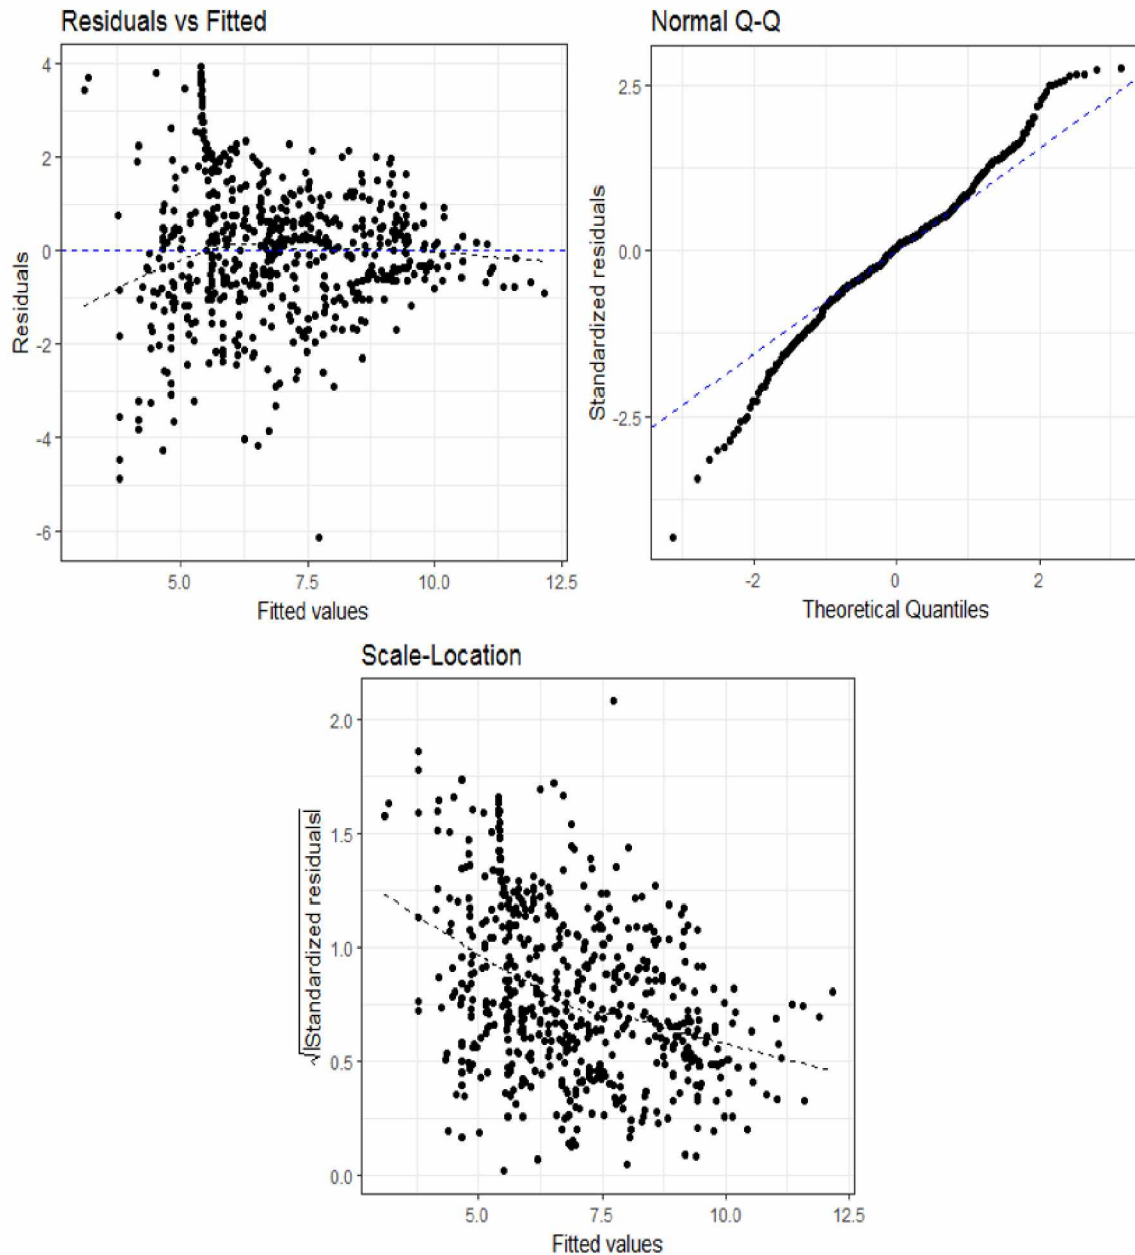 Residuals vs Fitted
4
2
0
-2
-4
-6
Residuals
5.0 7.5 10.0 12.5
Fitted values
Normal Q-Q
2.5
0.0
-2.5
Standardized residuals
-2 0 2
Theoretical Quantiles
Scale-Location
2.0
1.5
1.0
0.5
0.0
√|Standardized residuals|
5.0 7.5 10.0 12.5
Fitted values